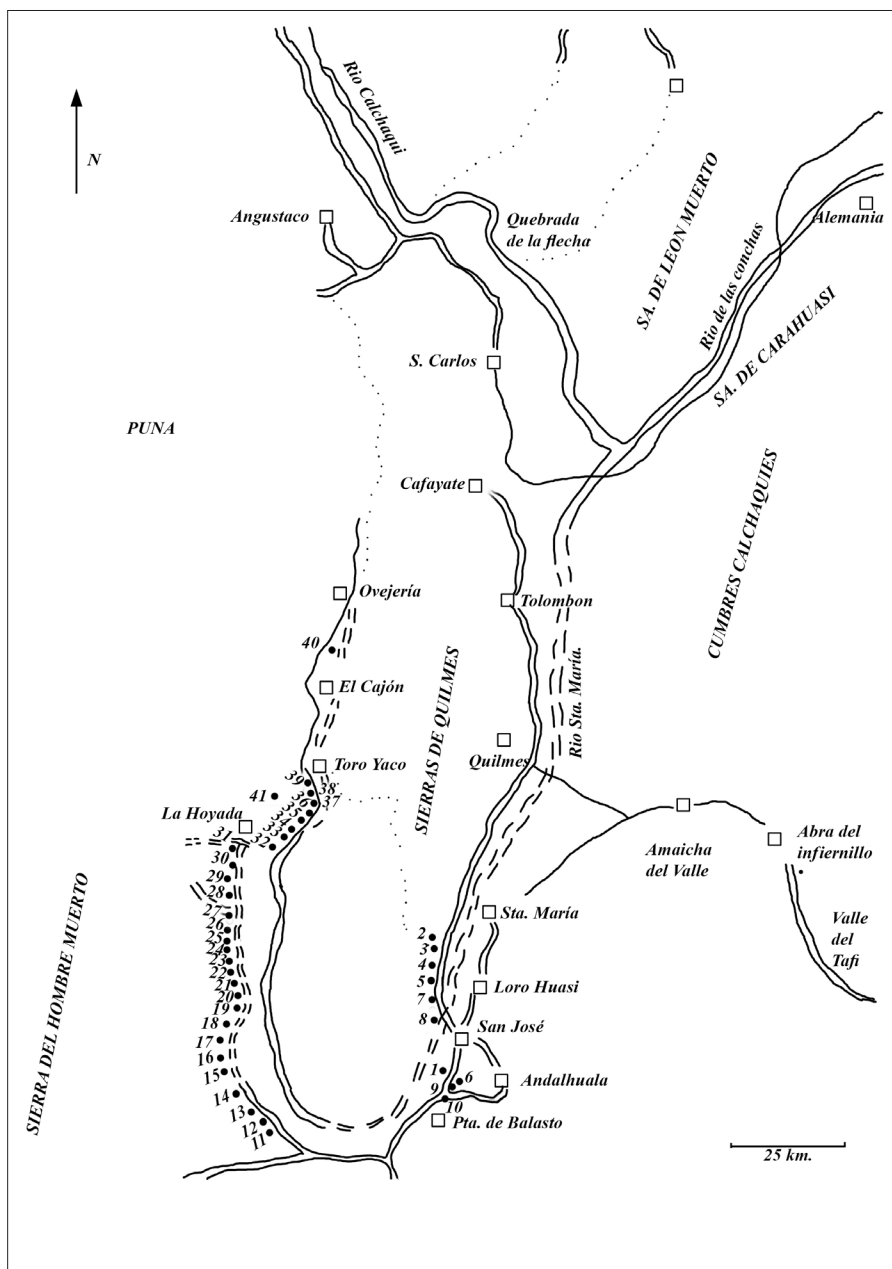 Rio Calchaqui
N
Angustaco
Quebrada
de la flecha
SA. DE LEON MUERTO
Alemania
Rio de las conchas
SA. DE CARAHUASI
S. Carlos
PUNA
Cafayate
CUMBRES CALCHAQUIES
Ovejería
Tolombon
40
El Cajón
SIERRAS DE QUILMES
Rio Sta. María.
Quilmes
Toro Yaco
39
38
41
36
37
35
34
33
La Hoyada
32
31
30
29
28
27
26
25
24
23
22
21
20
19
18
17
16
15
14
13
12
11
SIERRA DEL HOMBRE MUERTO
Amaicha
del Valle
Abra del
infiernillo
Valle
del
Tafi
Sta. María
2
3
4
5
7
8
Loro Huasi
San José
1
6
9
10
Andalhuala
Pta. de Balasto
25 km.